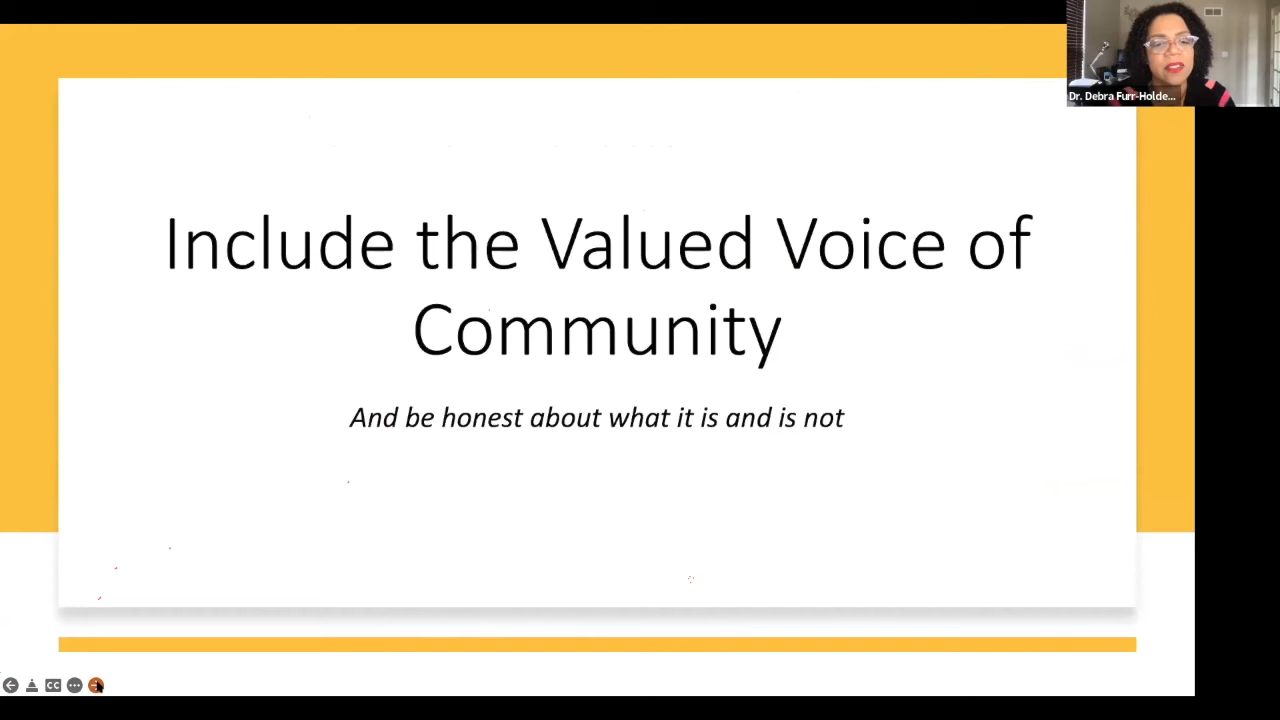 Dr. Debra Furr-Holde...
Include the Valued Voice of
Community
And be honest about what it is and is not
CC